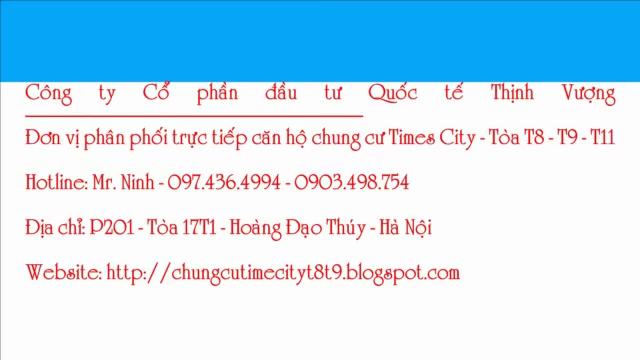 Công ty Cổ phần đầu tư Quốc tế Thịnh Vượng
Đơn vị phân phối trực tiếp căn hộ chung cư Times City - Tòa T8 - T9 - T11
Hotline: Mr. Ninh - 097.436.4994 - 0903.498.754
Địa chỉ: P201 - Tòa 17T1 - Hoàng Đạo Thúy - Hà Nội
Website: http://chungcutimecityt8t9.blogspot.com